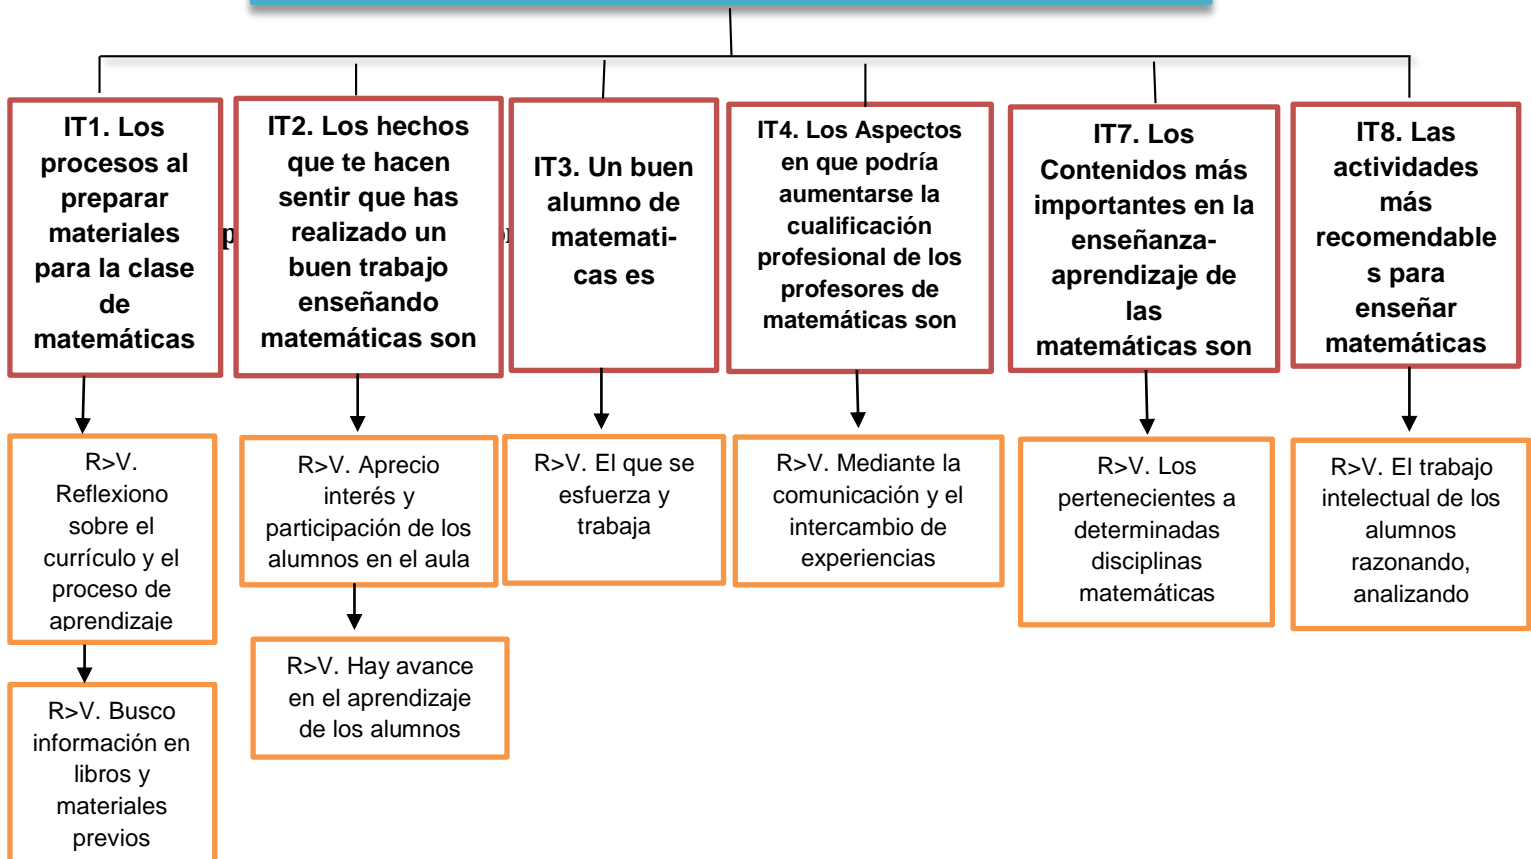 IT1. Los
procesos al
preparar
materiales
para la clase
de
matemáticas
IT2. Los hechos
que te hacen
sentir que has
realizado un
buen trabajo
enseñando
matemáticas son
IT3. Un buen
alumno de
matemati-
cas es
IT4. Los Aspectos
en que podría
aumentarse la
cualificación
profesional de los
profesores de
matemáticas son
IT7. Los
Contenidos más
importantes en la
enseñanza-
aprendizaje de
las
matemáticas son
IT8. Las
actividades
más
recomendable
s para
enseñar
matemáticas
R>V.
Reflexiono
sobre el
currículo y el
proceso de
aprendizaje
R>V. Aprecio
interés y
participación de los
alumnos en el aula
R>V. El que se
esfuerza y
trabaja
R>V. Mediante la
comunicación y el
intercambio de
experiencias
R>V. Los
pertenecientes a
determinadas
disciplinas
matemáticas
R>V. El trabajo
intelectual de los
alumnos
razonando,
analizando
R>V. Busco
información en
libros y
materiales
previos
R>V. Hay avance
en el aprendizaje
de los alumnos